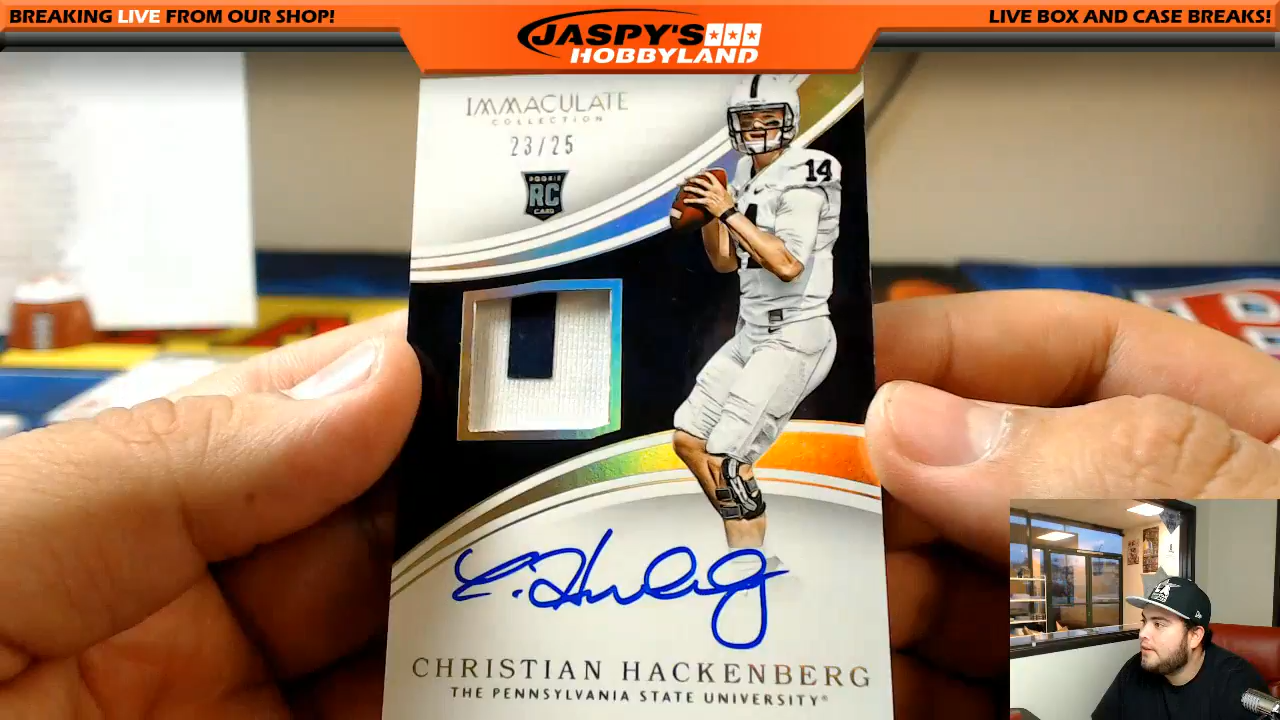 BREAKING LIVE FROM OUR SHOP!
JASPY'S
HOBBYLAND
LIVE BOX AND CASE BREAKS!
IMMACULATE
COLLECTION
23/25
ROOKIE
RC
CARD
14
C. Hackenberg
CHRISTIAN HACKENBERG
THE PENNSYLVANIA STATE UNIVERSITY®